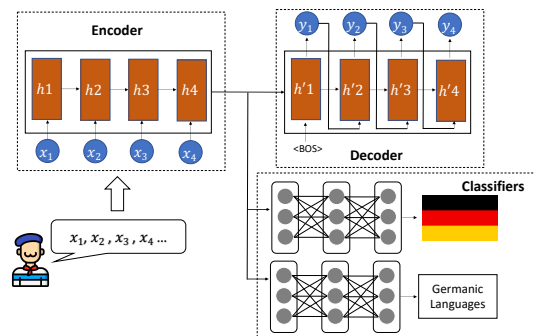 Encoder
h1 h2 h3 h4
x₁ x₂ x₃ x₄
y₁ y₂ y₃ y₄
h′1 h′2 h′3 h′4
<BOS>
Decoder
x₁, x₂ , x₃ , x₄ ...
Classifiers
Germanic
Languages